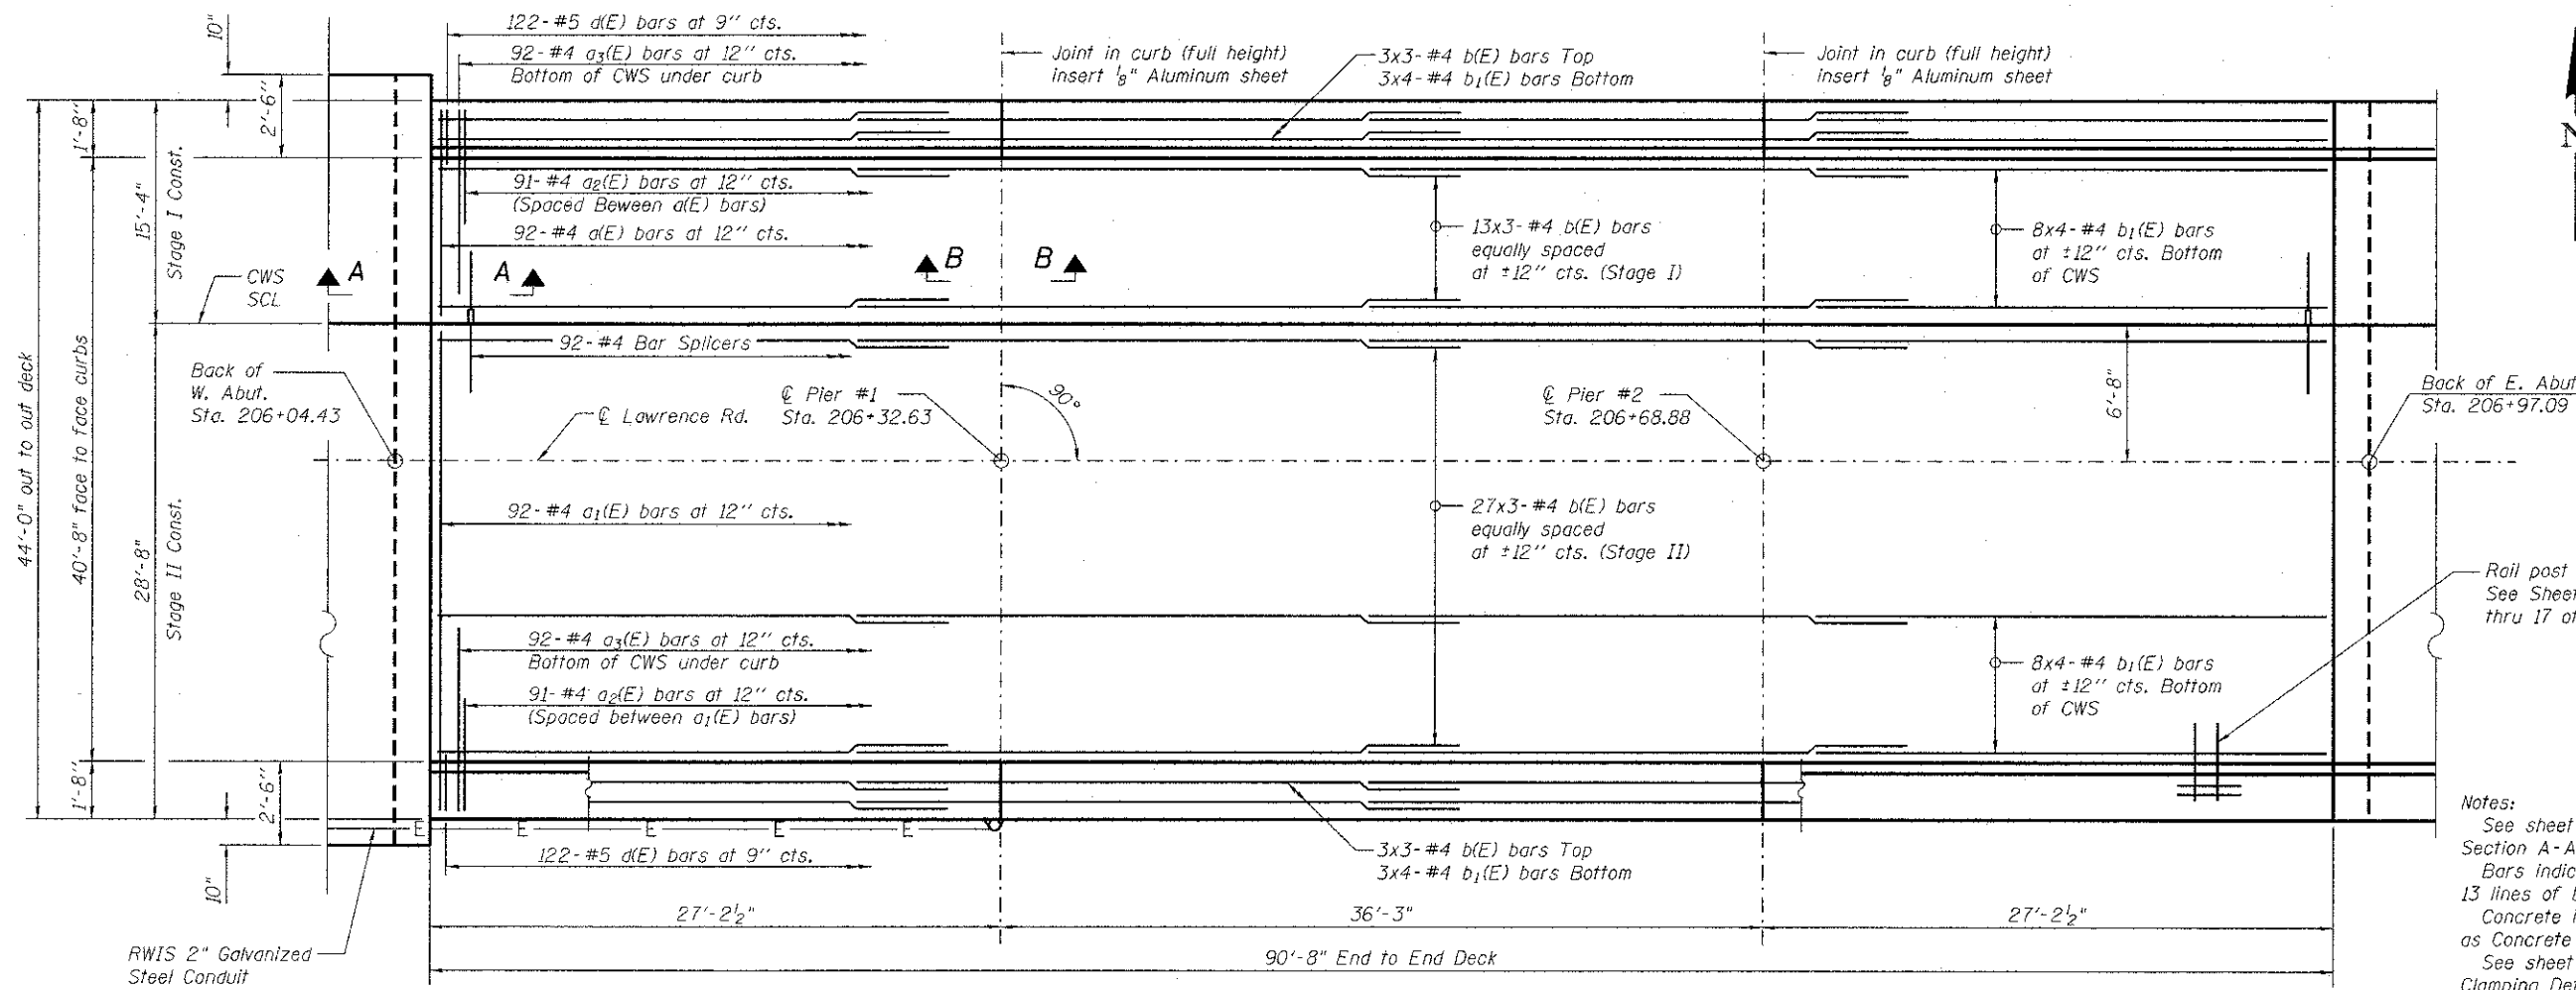 122-#5 d(E) bars at 9" cts.
92-#4 a3(E) bars at 12" cts.
Bottom of CWS under curb
Joint in curb (full height)
insert 1/8" Aluminum sheet
3x3-#4 b(E) bars Top
3x4-#4 b1(E) bars Bottom
Joint in curb (full height)
insert 1/8" Aluminum sheet
10"
2'-6"
1'-8"
N
91-#4 a2(E) bars at 12" cts.
(Spaced Beween a(E) bars)
92-#4 a(E) bars at 12" cts.
15'-4"
Stage I Const.
13x3-#4 b(E) bars
equally spaced
at ±12" cts. (Stage I)
8x4-#4 b1(E) bars
at ±12" cts. Bottom
of CWS
A
A
B
B
CWS
SCL
44'-0" out to out deck
40'-8" face to face curbs
92-#4 Bar Splicers
Back of
W. Abut.
Sta. 206+04.43
℄ Lawrence Rd.
℄ Pier #1
Sta. 206+32.63
90°
℄ Pier #2
Sta. 206+68.88
6'-8"
Back of E. Abut
Sta. 206+97.09
28'-8"
Stage II Const.
92-#4 a1(E) bars at 12" cts.
27x3-#4 b(E) bars
equally spaced
at ±12" cts. (Stage II)
Rail post
See Sheet
thru 17 of
92-#4 a3(E) bars at 12" cts.
Bottom of CWS under curb
91-#4 a2(E) bars at 12" cts.
(Spaced between a1(E) bars)
8x4-#4 b1(E) bars
at ±12" cts. Bottom
of CWS
1'-8"
2'-6"
10"
E E E E E
122-#5 d(E) bars at 9" cts.
3x3-#4 b(E) bars Top
3x4-#4 b1(E) bars Bottom
Notes:
See sheet
Section A-A
Bars indic
13 lines of
Concrete
as Concrete
See sheet
Clamping De
27'-2 1/2"
36'-3"
27'-2 1/2"
RWIS 2" Galvanized
Steel Conduit
90'-8" End to End Deck